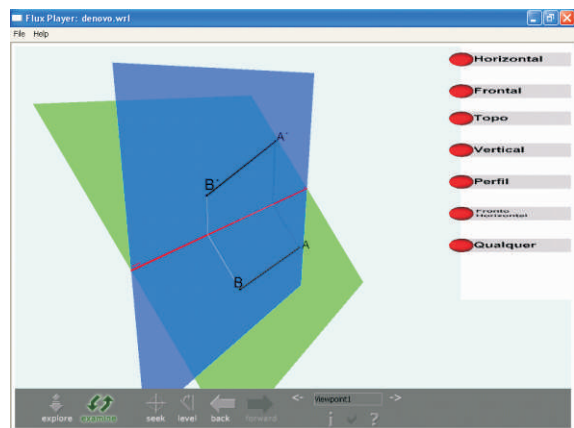 Flux Player: denovo.wrl
File Help
Horizontal
Frontal
Topo
Vertical
Perfil
Fronto
Horizontal
Qualquer
A'
B'
A
B
<- Viewpoint1 ->
explore examine seek level back forward
i ?